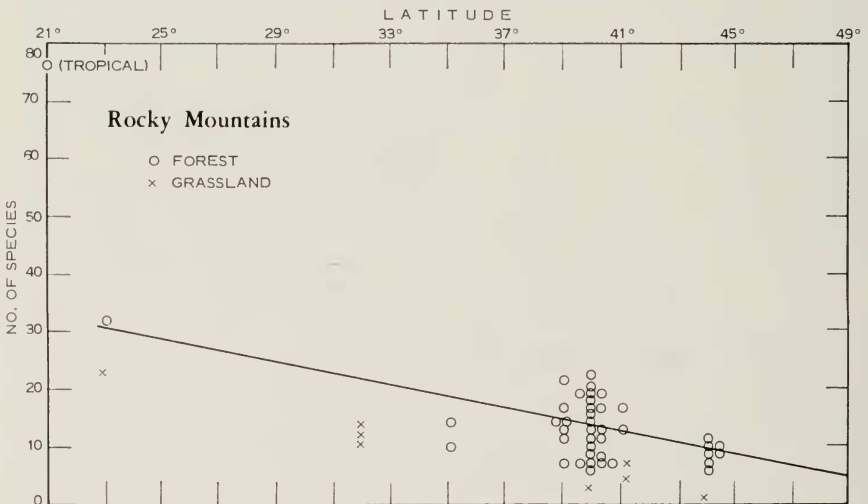 LATITUDE
21° 25° 29° 33° 37° 41° 45° 49°
80
O (TROPICAL)
70
Rocky Mountains
60
O FOREST
× GRASSLAND
50
40
30
20
10
0
NO. OF SPECIES